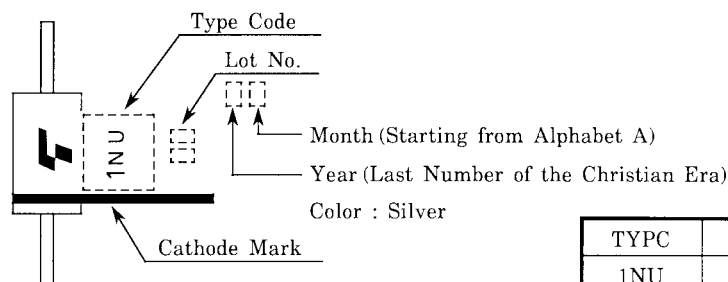 Type Code
Lot No.
1NU
Month (Starting from Alphabet A)
Year (Last Number of the Christian Era)
Color : Silver
Cathode Mark
TYPC
1NU